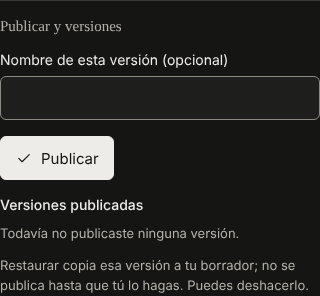 Publicar y versiones
Nombre de esta versión (opcional)
Publicar
Versiones publicadas
Todavía no publicaste ninguna versión.
Restaurar copia esa versión a tu borrador; no se
publica hasta que tú lo hagas. Puedes deshacerlo.